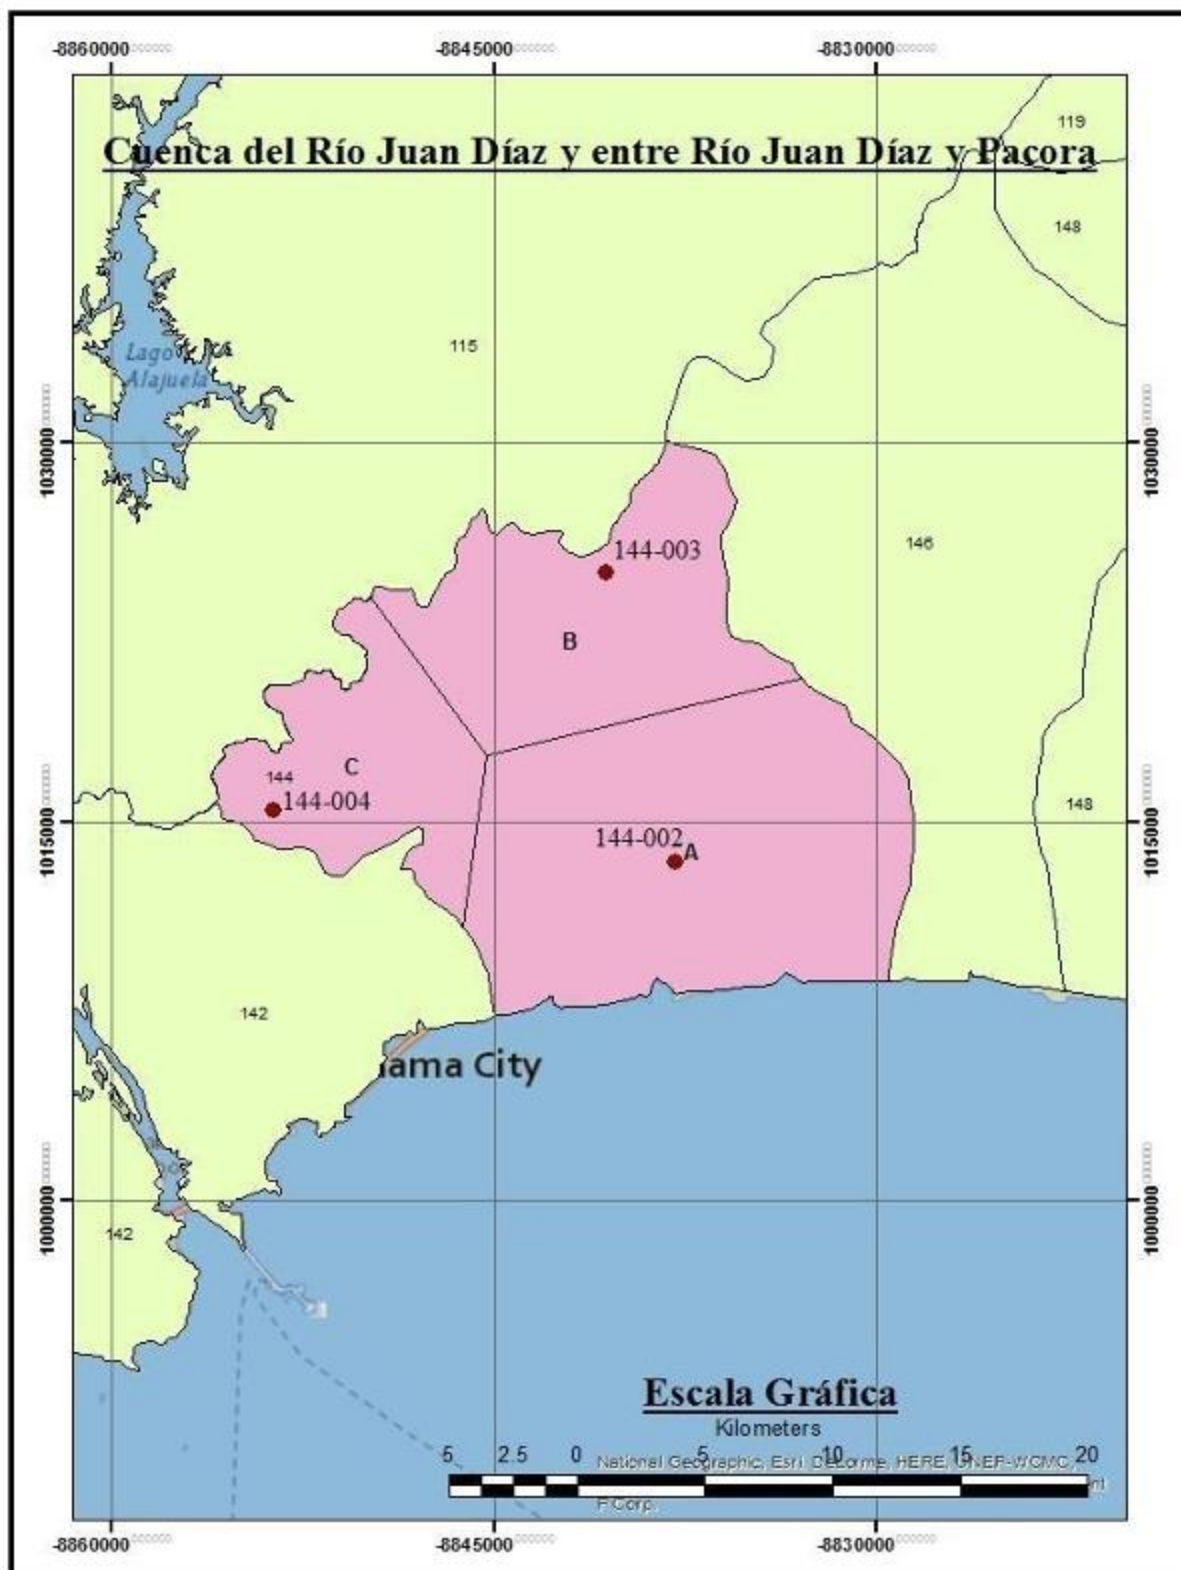 -8860000 -8845000 -8830000
119
Cuenca del Río Juan Díaz y entre Río Juan Díaz y Pacora
148
115
Lago
Alajuela
1030000 1030000
146
144-003
B
C
144
144-004
148
1015000 1015000
144-002
A
142
ama City
1000000 1000000
142
Escala Gráfica
Kilometers
5 2.5 0 5 10 15 20
National Geographic, Esri, DeLorme, HERE, UNEP-WCMC,
P Corp.
-8860000 -8845000 -8830000